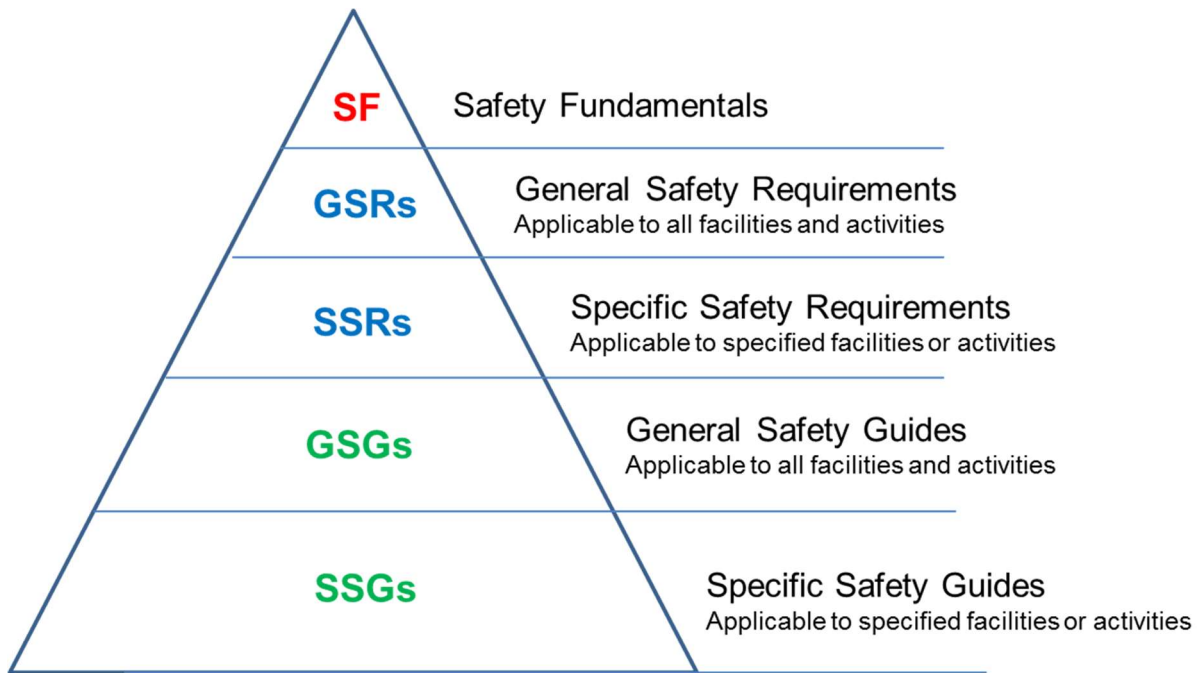 SF
Safety Fundamentals
GSRs
General Safety Requirements
Applicable to all facilities and activities
SSRs
Specific Safety Requirements
Applicable to specified facilities or activities
GSGs
General Safety Guides
Applicable to all facilities and activities
SSGs
Specific Safety Guides
Applicable to specified facilities or activities